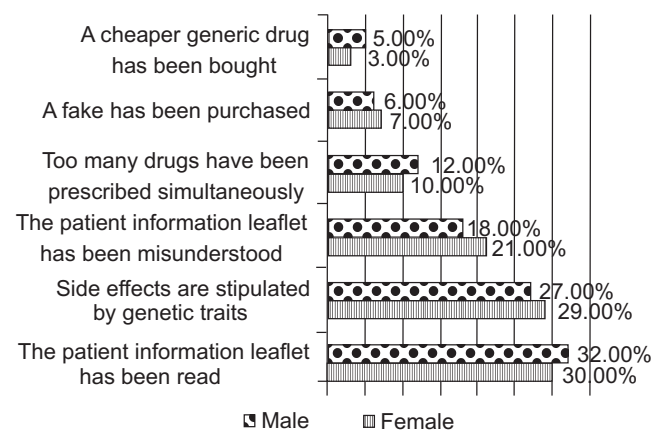 A cheaper generic drug
has been bought
5.00%
3.00%
A fake has been purchased
6.00%
7.00%
Too many drugs have been
prescribed simultaneously
12.00%
10.00%
The patient information leaflet
has been misunderstood
18.00%
21.00%
Side effects are stipulated
by genetic traits
27.00%
29.00%
The patient information leaflet
has been read
32.00%
30.00%
Male Female